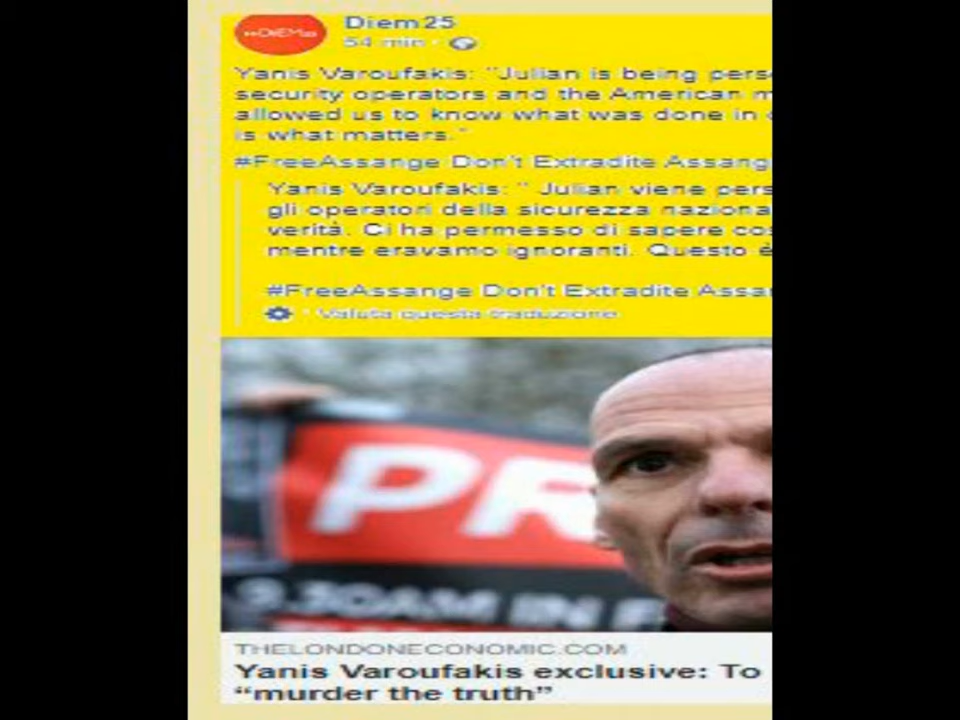 Diem25
54 min
Yanis Varoufakis: "Julian is being pers
security operators and the American m
allowed us to know what was done in
is what matters."
#FreeAssange Don't Extradite Assang
Yanis Varoufakis: " Julian viene pers
gli operatori della sicurezza naziona
verità. Ci ha permesso di sapere cos
mentre eravamo ignoranti. Questo è
#FreeAssange Don't Extradite Assa
· Valuta questa traduzione
PR
9.30AM IN
THELONDONECONOMIC.COM
Yanis Varoufakis exclusive: To
“murder the truth”